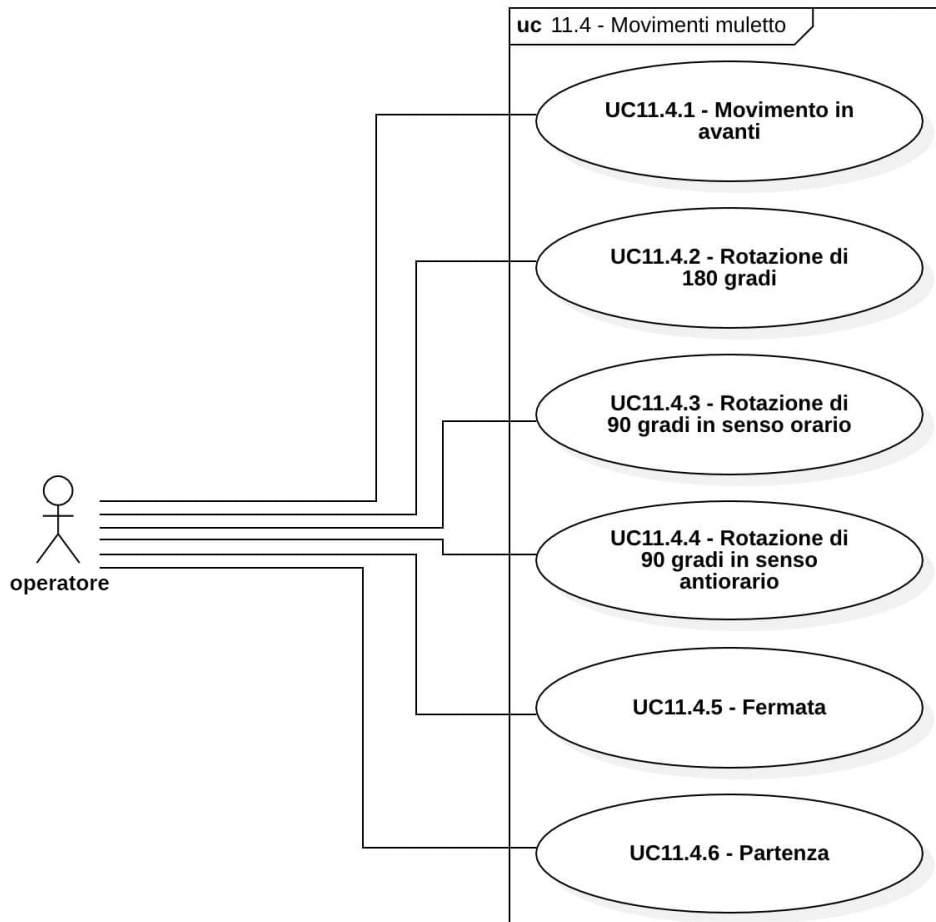 uc 11.4 - Movimenti muletto
UC11.4.1 - Movimento in
avanti
UC11.4.2 - Rotazione di
180 gradi
UC11.4.3 - Rotazione di
90 gradi in senso orario
operatore
UC11.4.4 - Rotazione di
90 gradi in senso
antiorario
UC11.4.5 - Fermata
UC11.4.6 - Partenza